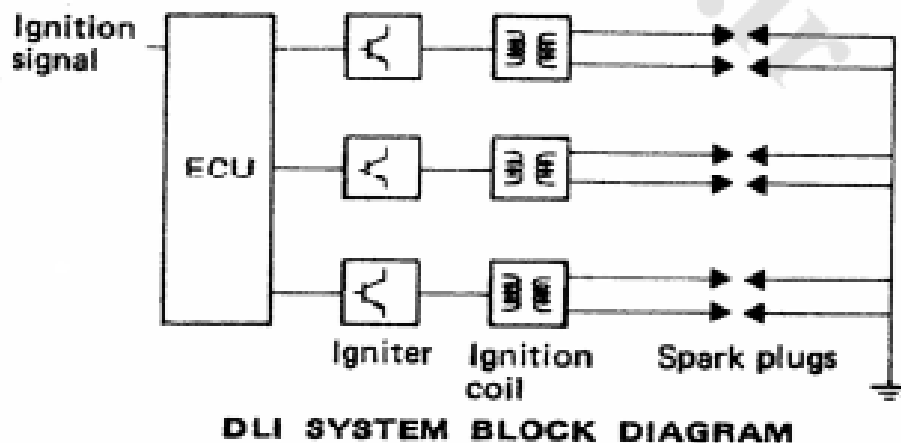 Ignition
signal
ECU
Igniter
Ignition
coil
Spark plugs
DLI SYSTEM BLOCK DIAGRAM